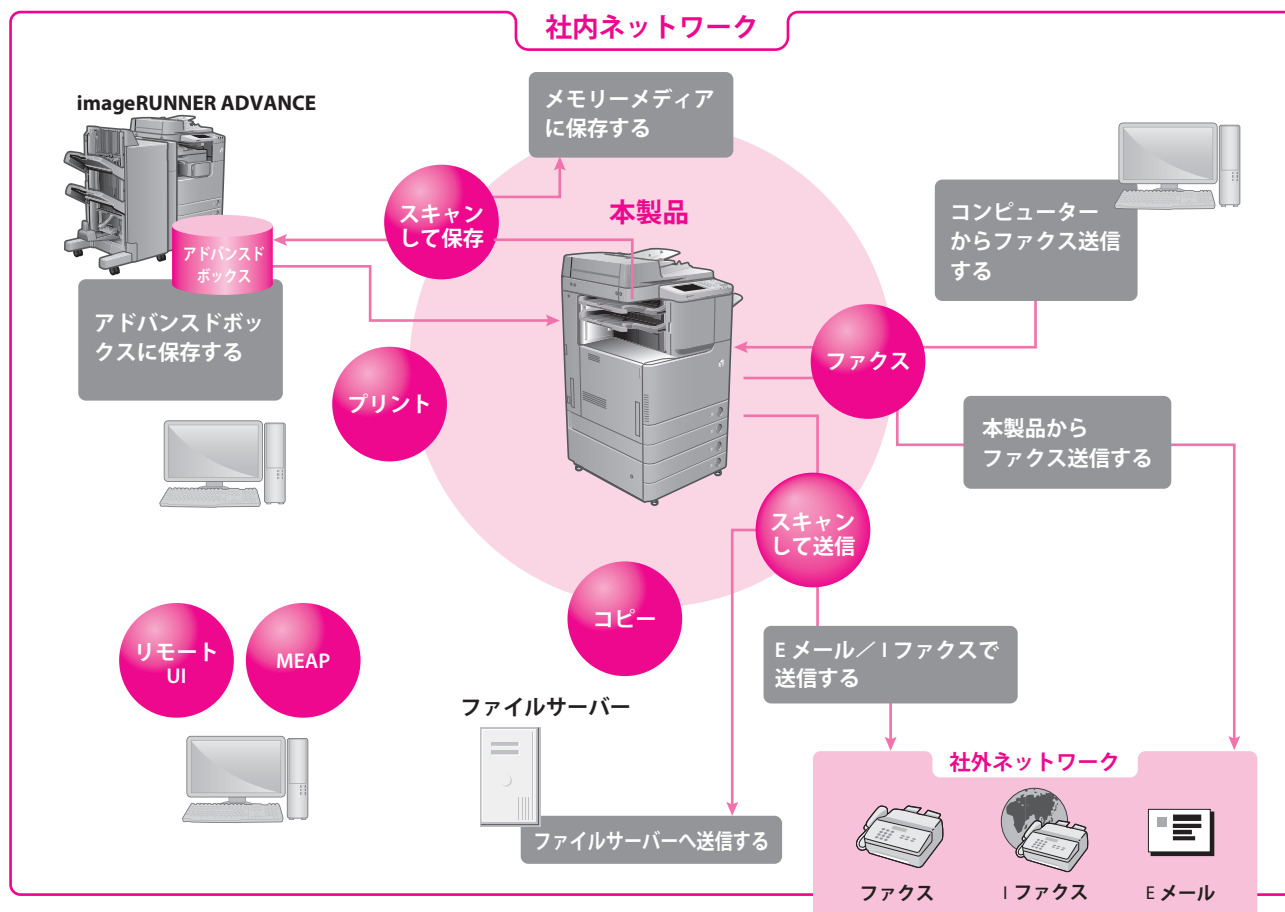 社内ネットワーク
imageRUNNER ADVANCE
メモリーメディア
に保存する
スキャン
して保存
本製品
アドバンスド
ボックス
アドバンスドボッ
クスに保存する
コンピューター
からファクス送信
する
ファクス
プリント
本製品から
ファクス送信する
スキャン
して送信
コピー
リモート
UI
MEAP
E メール／I ファクスで
送信する
ファイルサーバー
ファイルサーバーへ送信する
社外ネットワーク
ファクス
I ファクス
E メール